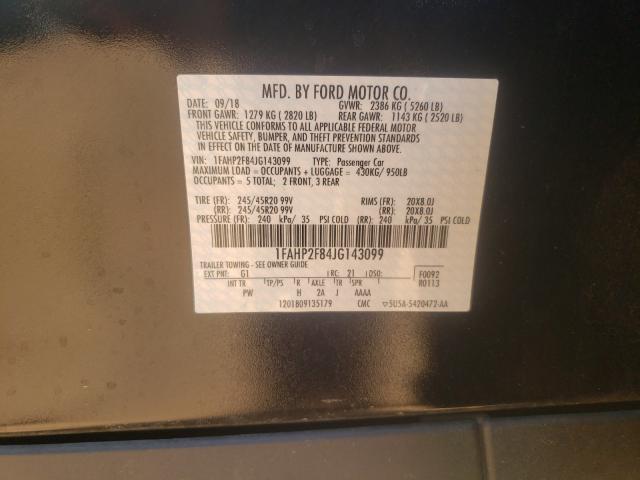 MFD. BY FORD MOTOR CO.
DATE: 09/18 GVWR: 2386 KG ( 5260 LB)
FRONT GAWR: 1279 KG ( 2820 LB) REAR GAWR: 1143 KG ( 2520 LB)
THIS VEHICLE CONFORMS TO ALL APPLICABLE FEDERAL MOTOR
VEHICLE SAFETY, BUMPER, AND THEFT PREVENTION STANDARDS
IN EFFECT ON THE DATE OF MANUFACTURE SHOWN ABOVE.
VIN: 1FAHP2F84JG143099 TYPE: Passenger Car
MAXIMUM LOAD = OCCUPANTS + LUGGAGE = 430KG/ 950LB
OCCUPANTS = 5 TOTAL; 2 FRONT, 3 REAR
TIRE (FR): 245/45R20 99V RIMS (FR): 20X8.0J
(RR): 245/45R20 99V (RR): 20X8.0J
PRESSURE (FR): 240 kPa/ 35 PSI COLD (RR): 240 kPa/ 35 PSI COLD
1FAHP2F84JG143099
TRAILER TOWING - SEE OWNER GUIDE
EXT PNT: G1 RC: 21 DSO: F0092
INT TR TP/PS R AXLE TR SPR R0113
PW H 2A J AAAA
1201809135179 CMC 5U5A-5420472-AA